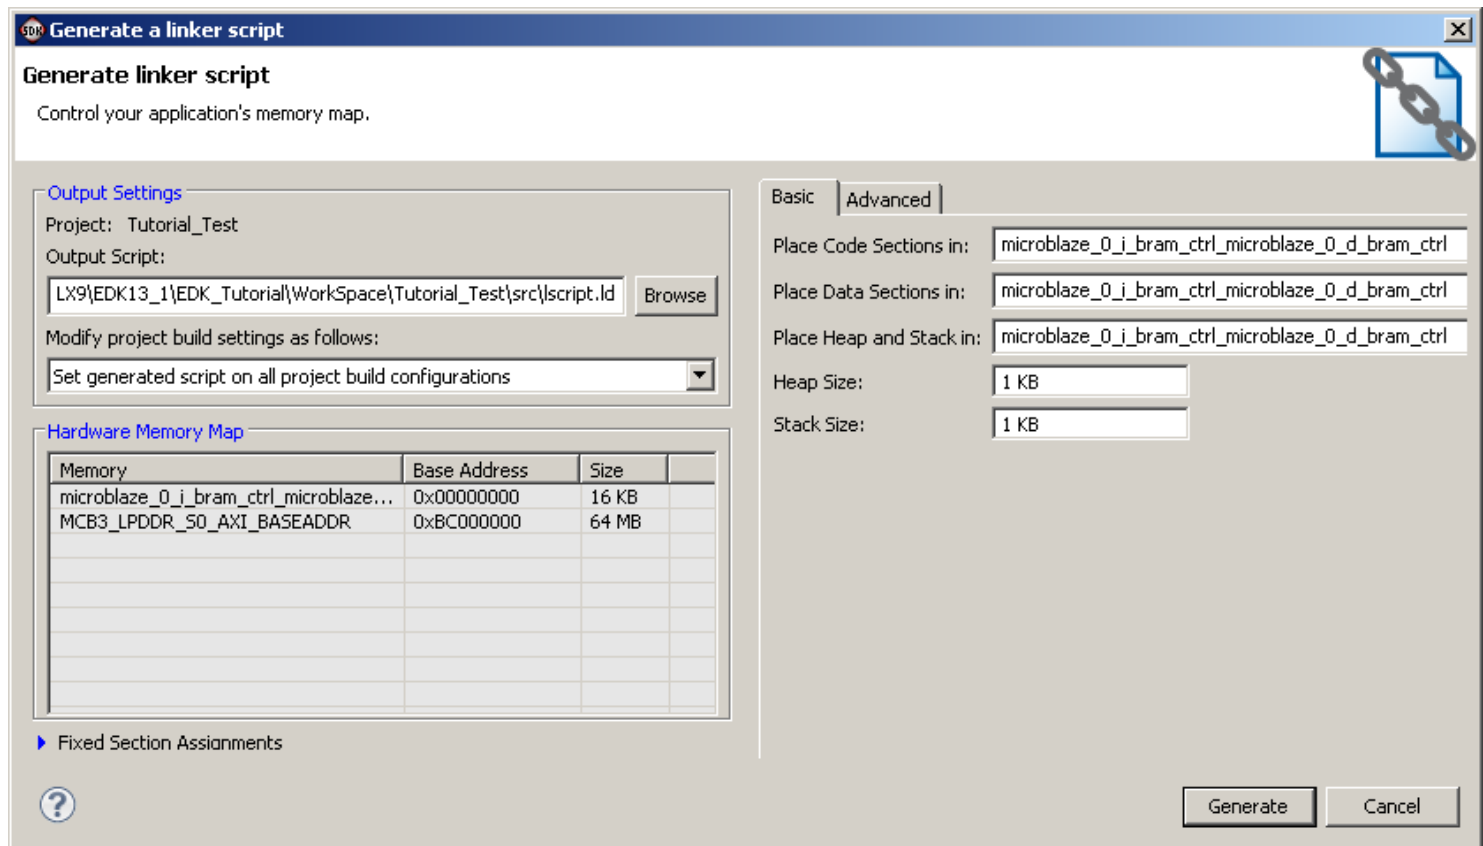 SDK Generate a linker script
Generate linker script
Control your application's memory map.
Output Settings
Project: Tutorial_Test
Output Script:
LX9\EDK13_1\EDK_Tutorial\WorkSpace\Tutorial_Test\src\lscript.ld Browse
Modify project build settings as follows:
Set generated script on all project build configurations
Hardware Memory Map
Memory Base Address Size
microblaze_0_i_bram_ctrl_microblaze... 0x00000000 16 KB
MCB3_LPDDR_S0_AXI_BASEADDR 0xBC000000 64 MB
Fixed Section Assignments
Basic Advanced
Place Code Sections in: microblaze_0_i_bram_ctrl_microblaze_0_d_bram_ctrl
Place Data Sections in: microblaze_0_i_bram_ctrl_microblaze_0_d_bram_ctrl
Place Heap and Stack in: microblaze_0_i_bram_ctrl_microblaze_0_d_bram_ctrl
Heap Size: 1 KB
Stack Size: 1 KB
?
Generate Cancel